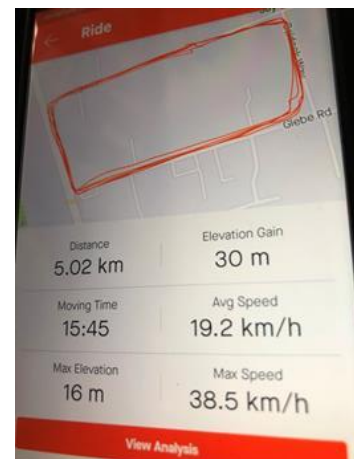 Ride
Glebe Rd
Distance
5.02 km
Elevation Gain
30 m
Moving Time
15:45
Avg Speed
19.2 km/h
Max Elevation
16 m
Max Speed
38.5 km/h
View Analysis